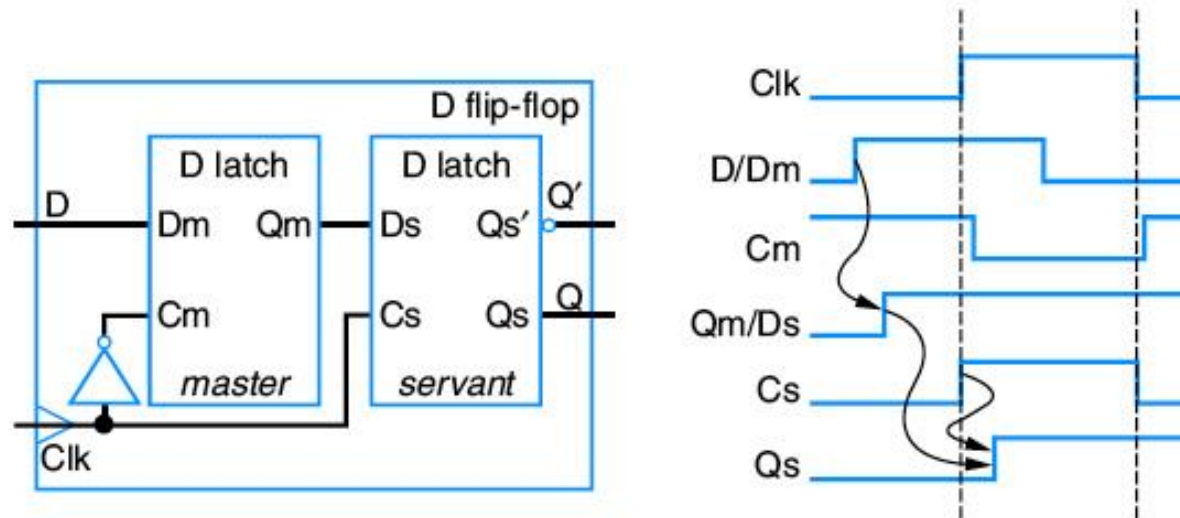 D flip-flop
D latch
D latch
D
Q′
Dm
Qm
Ds
Qs′
Q
Cm
Cs
Qs
master
servant
Clk
Clk
D/Dm
Cm
Qm/Ds
Cs
Qs